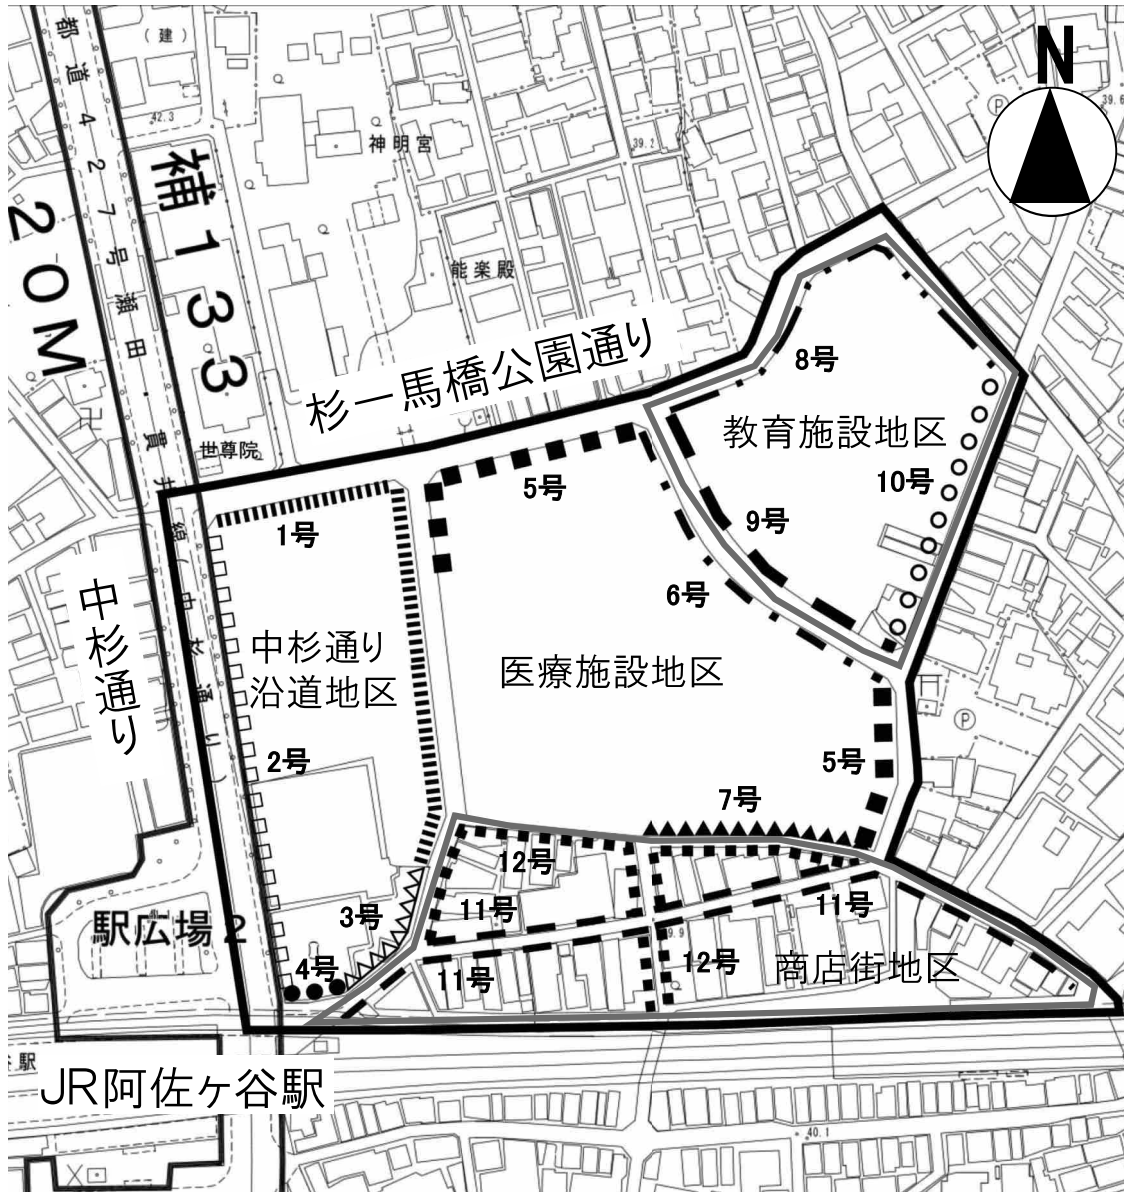 N
(建)
都道427号瀬田・貫井線(中杉通り)
42.3
補133
20M
神明宮
39.2
39.6
P
能楽殿
杉一馬橋公園通り
世尊院
8号
教育施設地区
10号
5号
9号
1号
6号
中杉通り
中杉通り
沿道地区
医療施設地区
P
2号
5号
7号
12号
3号
11号
11号
駅広場2
4号
11号
12号
商店街地区
JR阿佐ヶ谷駅
40.1